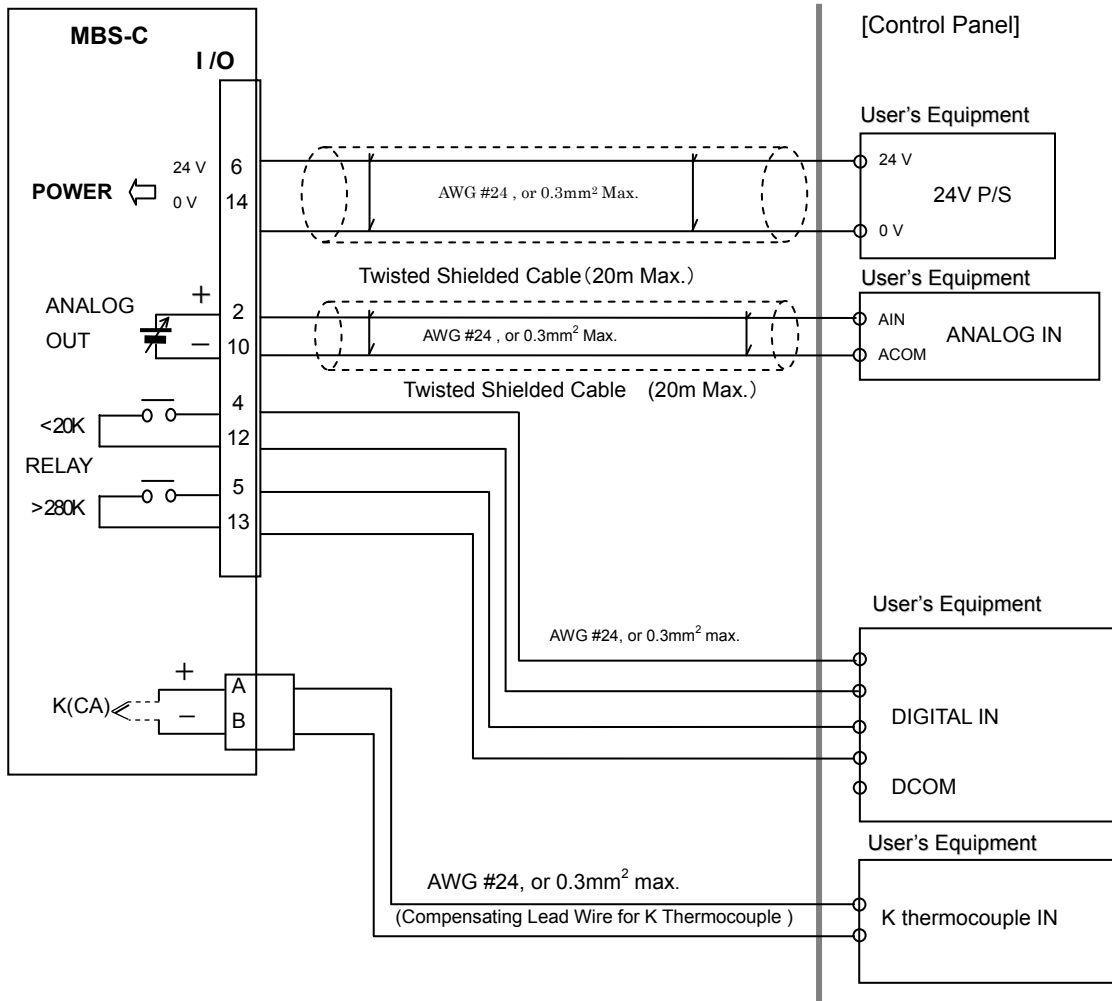 MBS-C
I /O
[Control Panel]
User's Equipment
24 V
6
POWER
0 V
14
AWG #24 , or 0.3mm² Max.
24 V
24V P/S
0 V
Twisted Shielded Cable(20m Max.)
User's Equipment
ANALOG
OUT
+
2
−
10
AWG #24 , or 0.3mm² Max.
AIN
ANALOG IN
ACOM
Twisted Shielded Cable (20m Max.)
4
<20K
12
RELAY
5
>280K
13
User's Equipment
AWG #24, or 0.3mm² max.
DIGITAL IN
DCOM
+
A
K(CA)
−
B
User's Equipment
AWG #24, or 0.3mm² max.
(Compensating Lead Wire for K Thermocouple )
K thermocouple IN